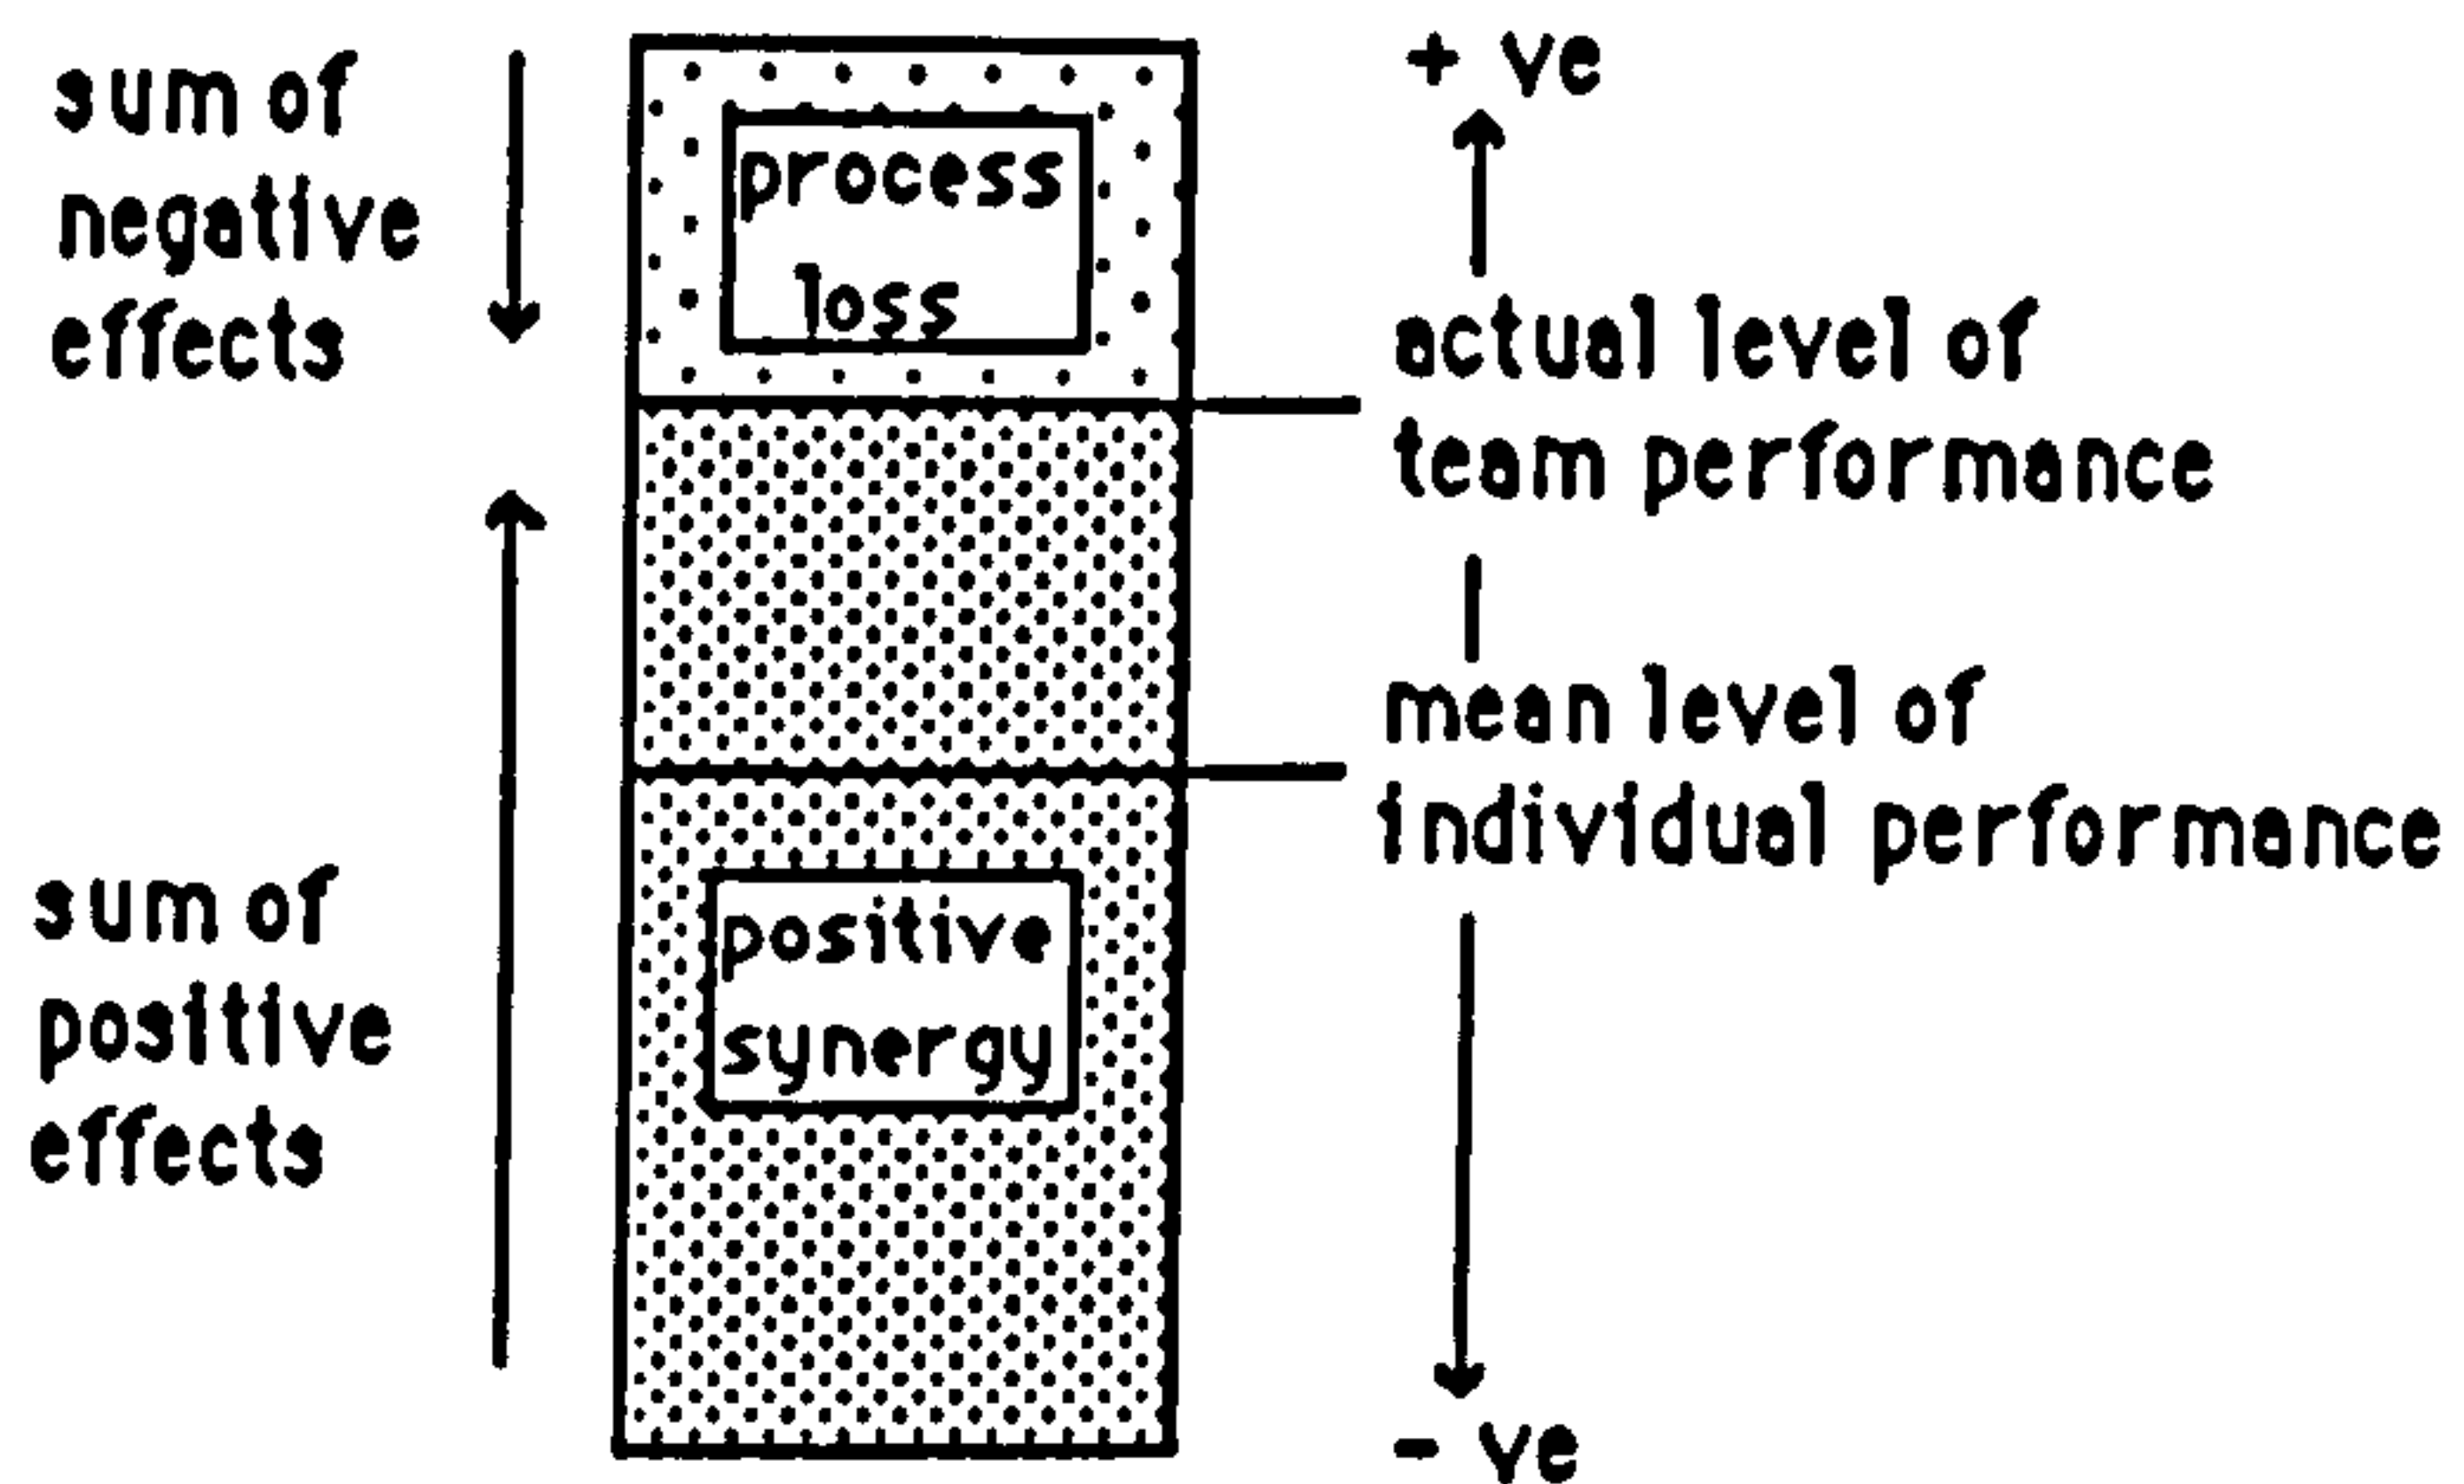 sum of
negative
effects
sum of
positive
effects
process
loss
positive
synergy
+ ve
actual level of
team performance
mean level of
individual performance
- ve